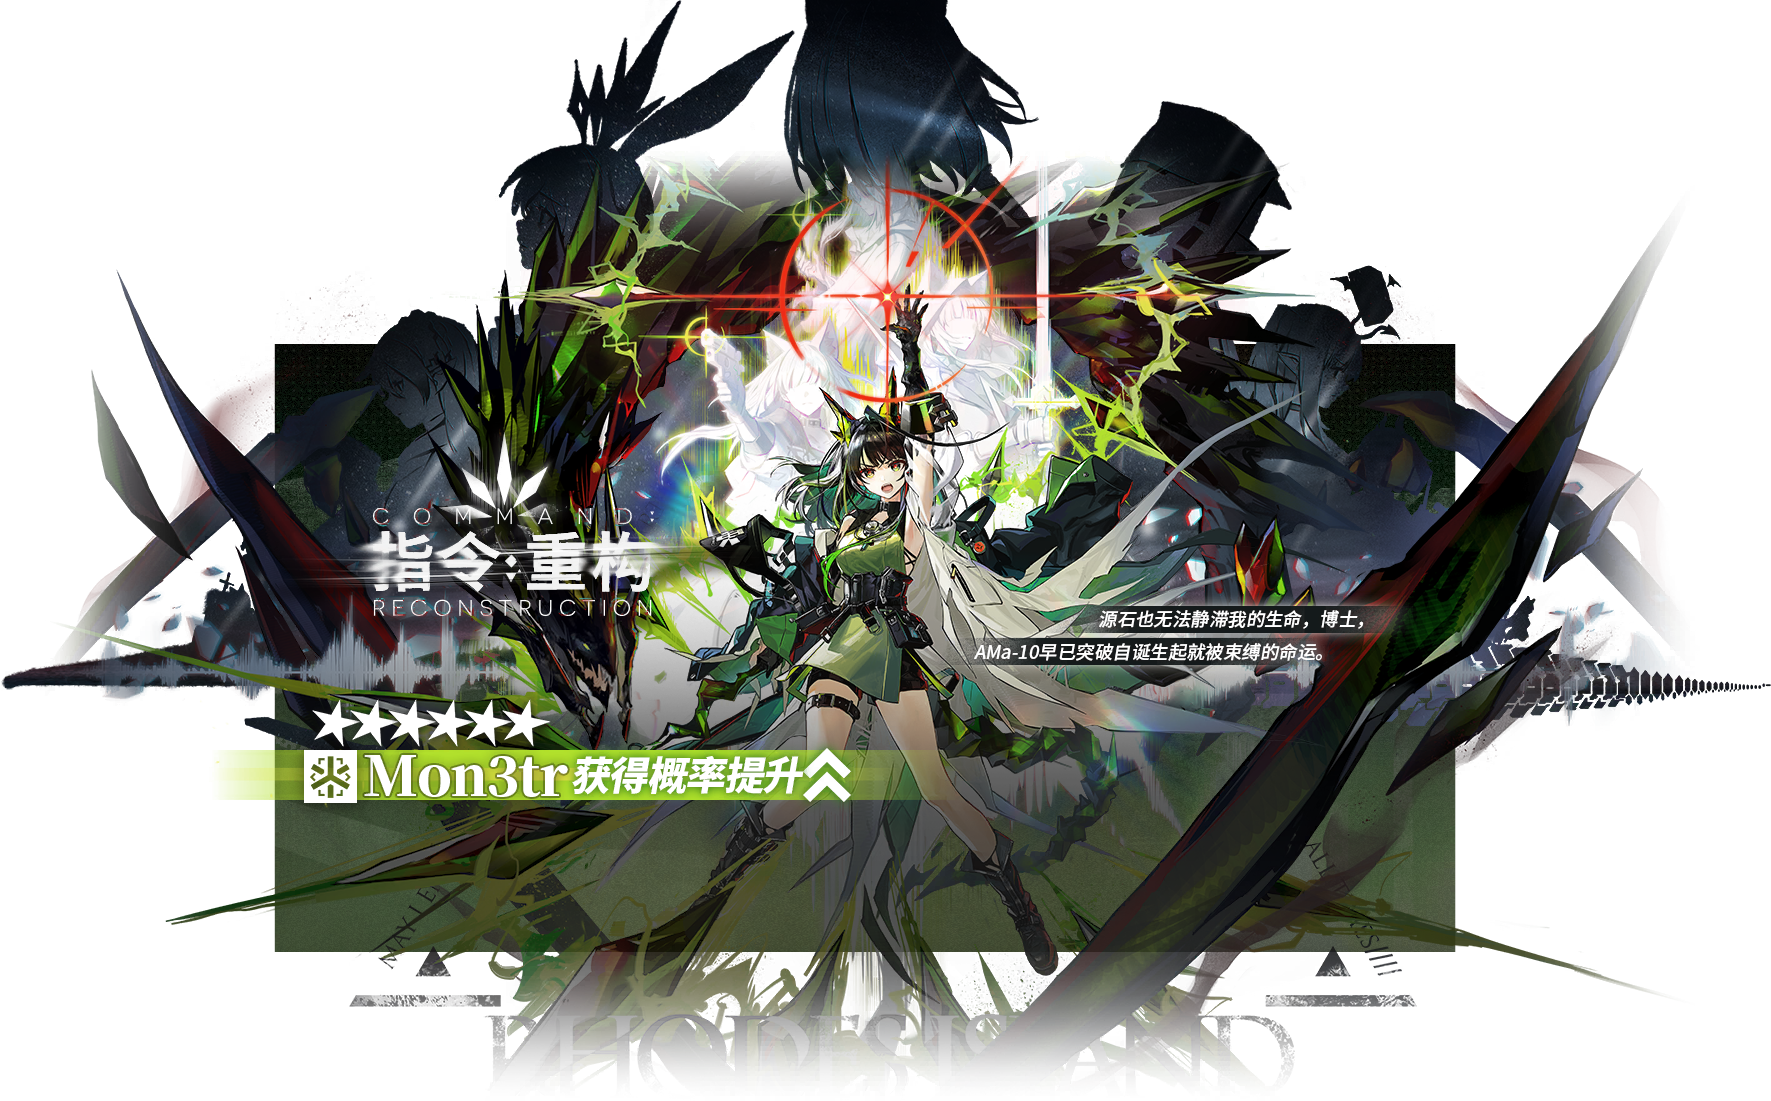 COMMAND:
指令:重构
RECONSTRUCTION
源石也无法静滞我的生命，博士，
AMa-10早已突破自诞生起就被束缚的命运。
Mon3tr获得概率提升
RHODES ISLAND